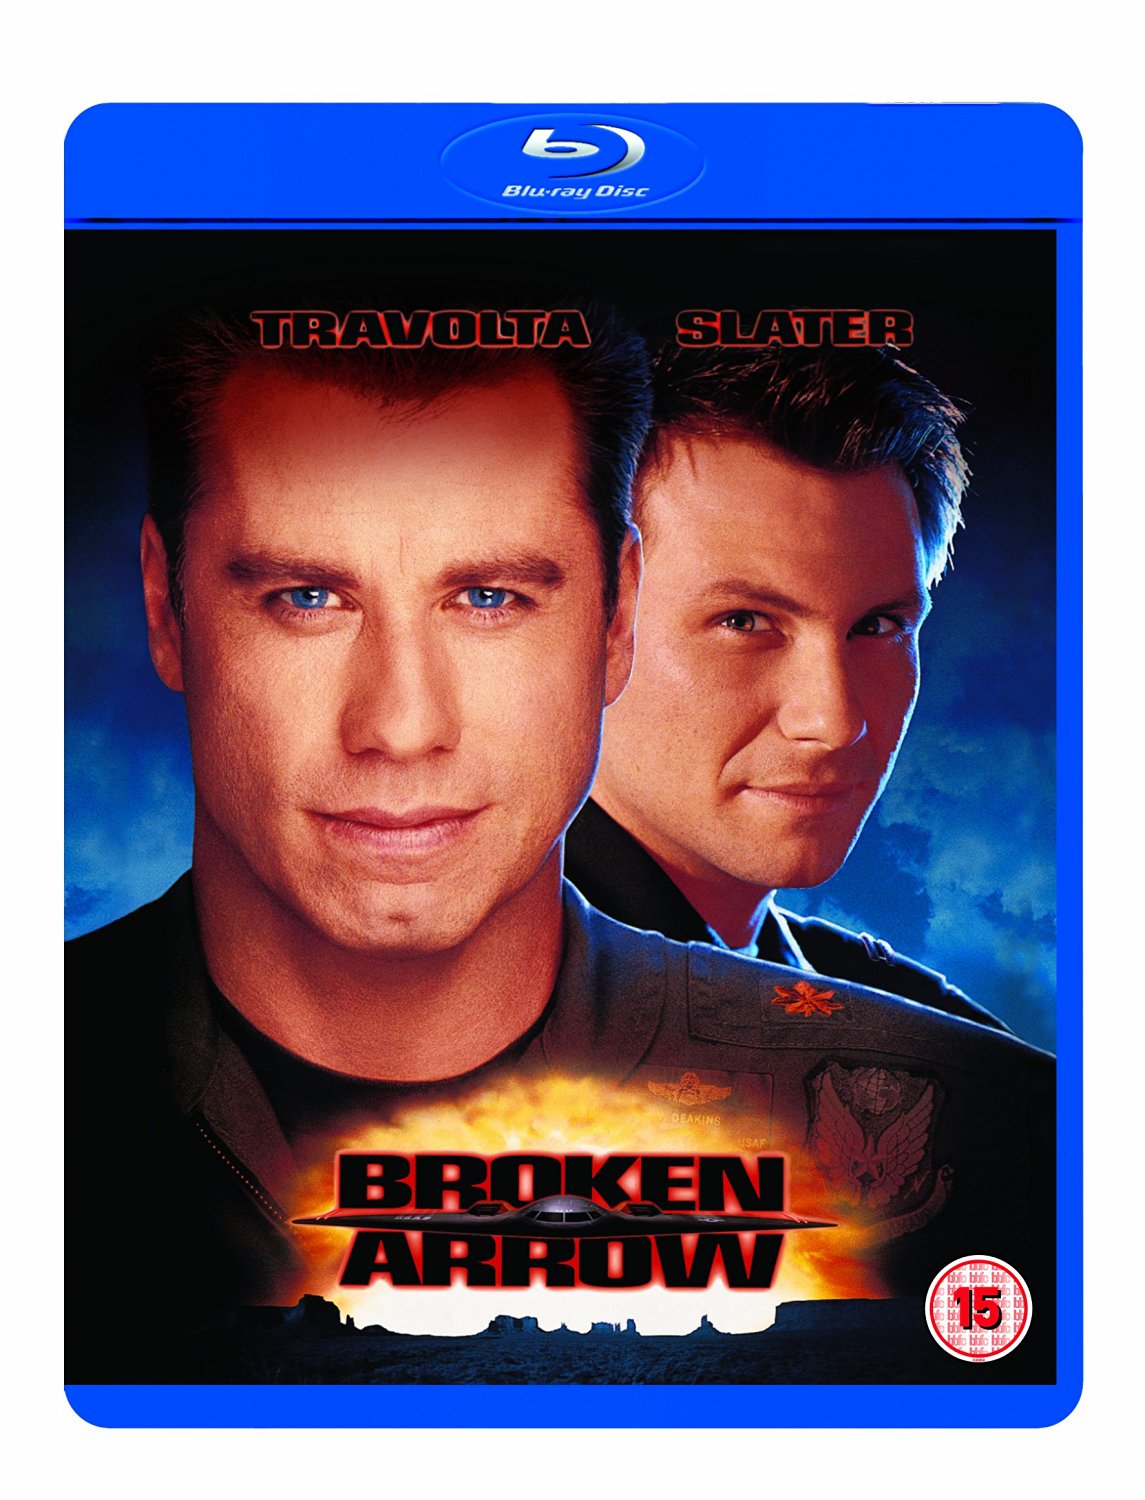 Blu-ray Disc
TRAVOLTA SLATER
DEAKINS
USAF
BROKEN
ARROW
15